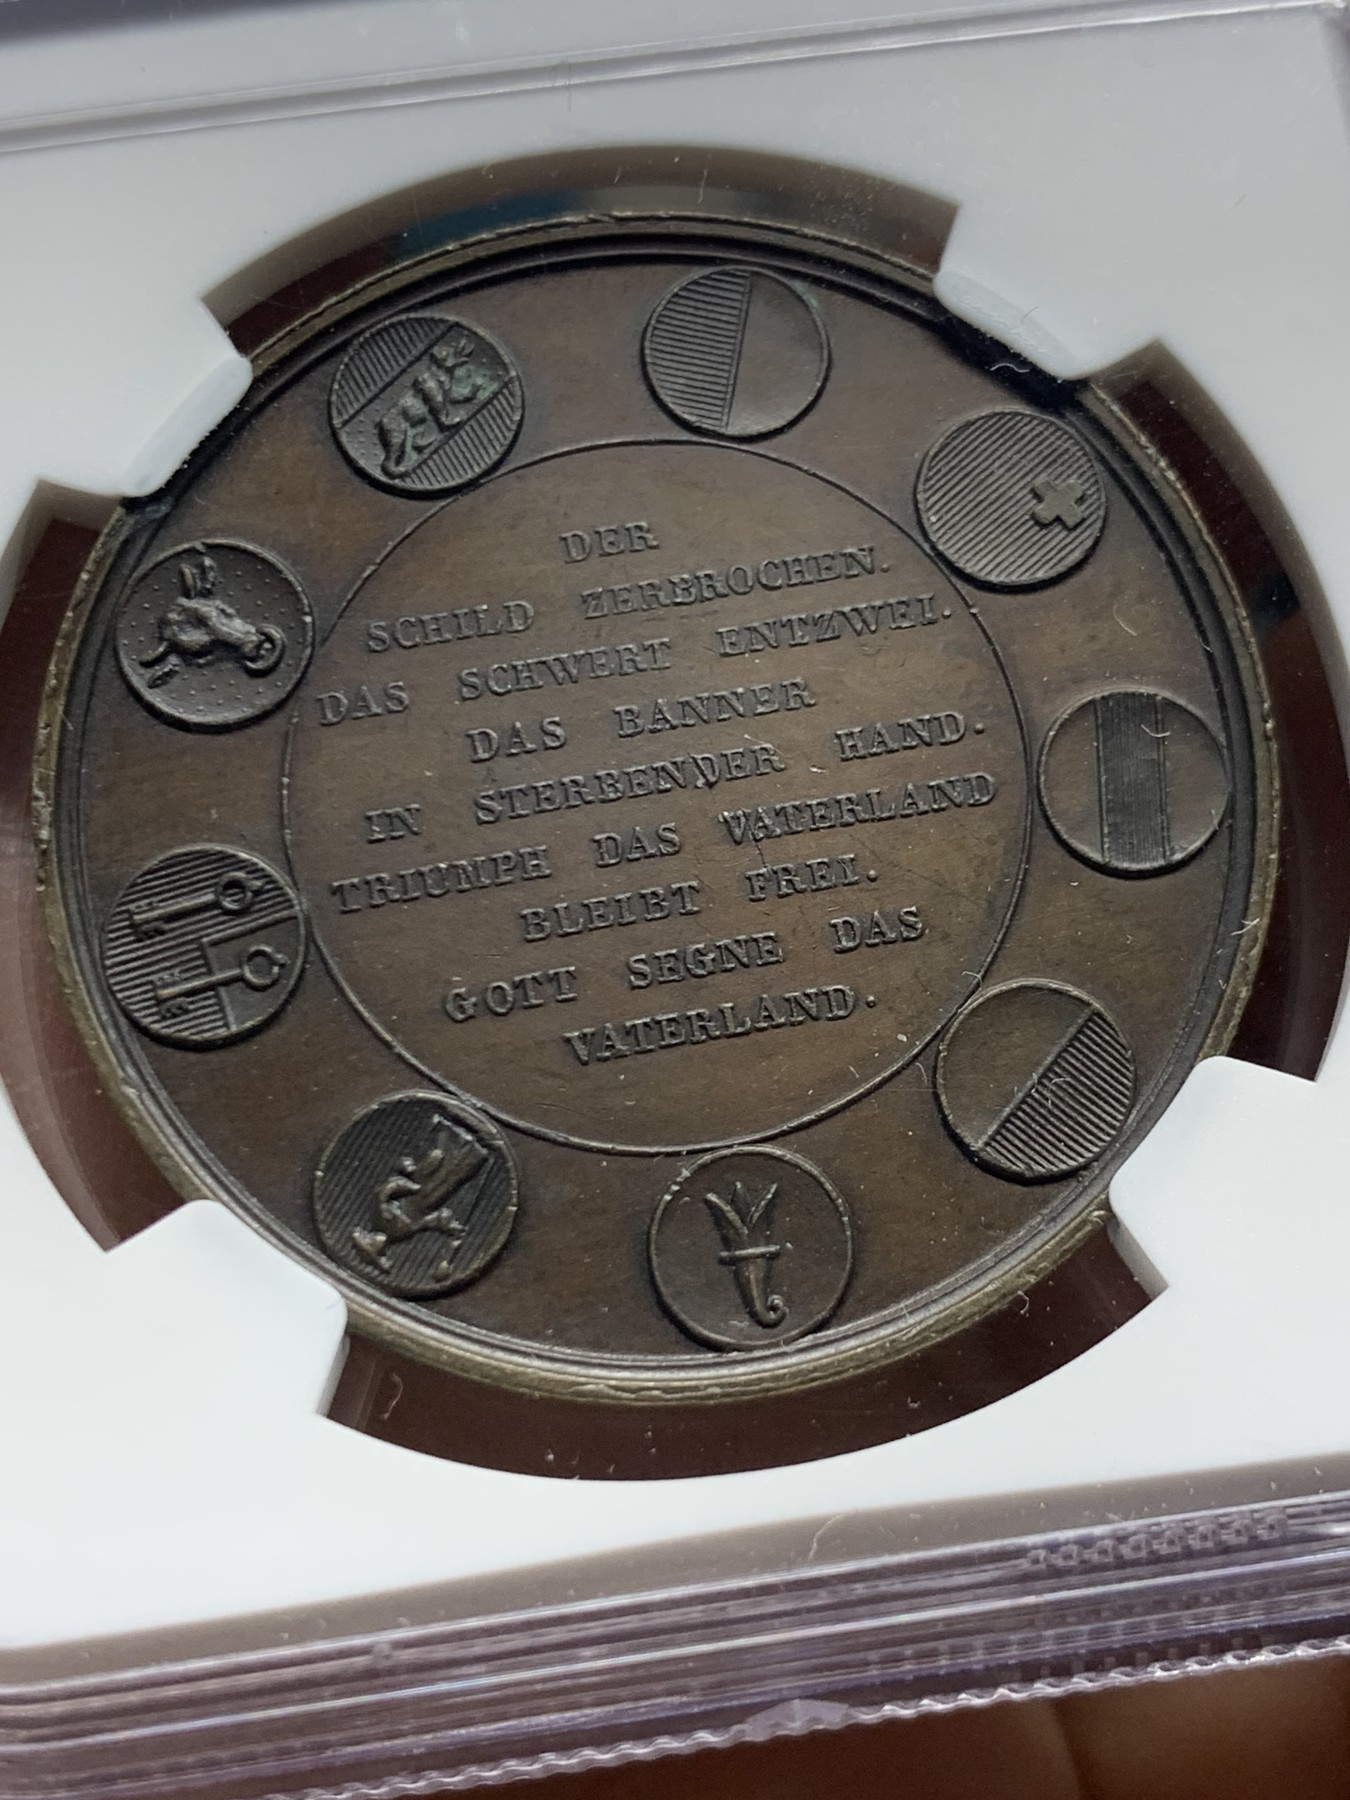 DER
SCHILD ZERBROCHEN.
DAS SCHWERT ENTZWEI.
DAS BANNER
IN STERBENDER HAND.
TRIUMPH DAS VATERLAND
BLEIBT FREI.
GOTT SEGNE DAS
VATERLAND.